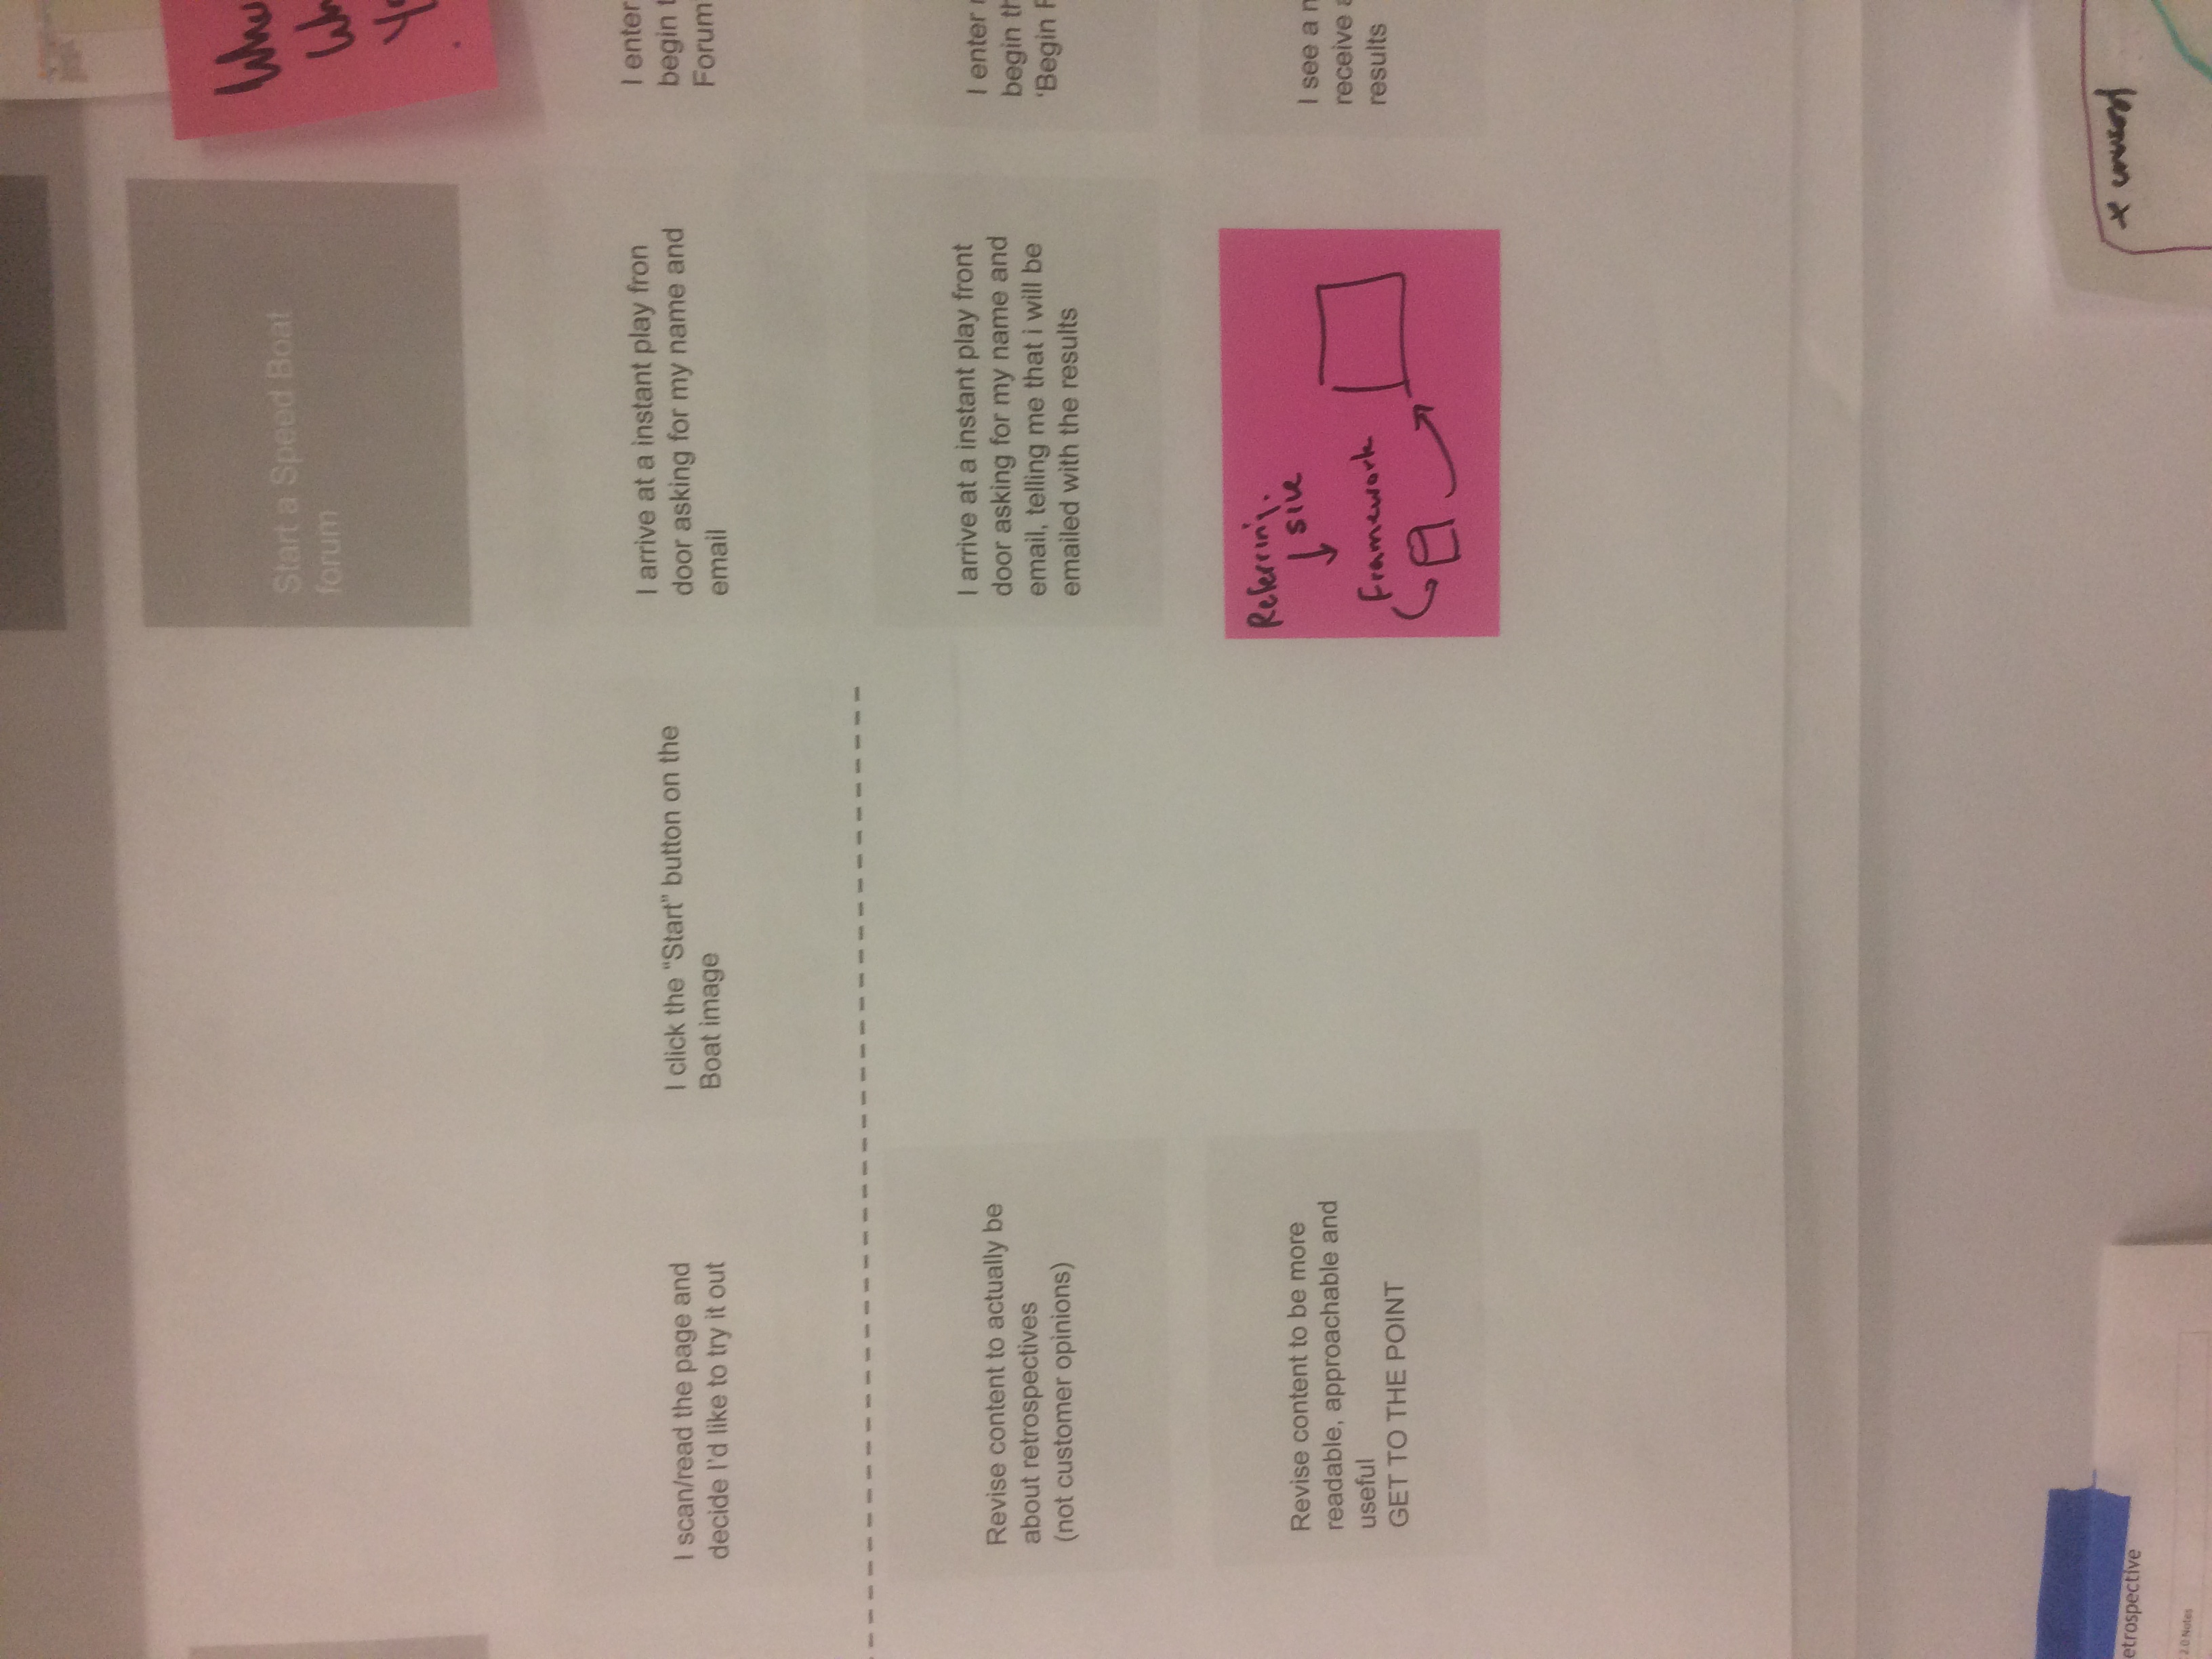 Start a Speed Boat
forum
Whe
Wh
Yo
I scan/read the page and
decide I'd like to try it out
I click the “Start” button on the
Boat image
I arrive at a instant play fron
door asking for my name and
email
I enter
begin t
Forum
Revise content to actually be
about retrospectives
(not customer opinions)
I arrive at a instant play front
door asking for my name and
email, telling me that i will be
emailed with the results
I enter
begin th
‘Begin F
Revise content to be more
readable, approachable and
useful
GET TO THE POINT
Referring
site
Framework
I see a
receive a
results
etrospective
2.0 Notes
x unused